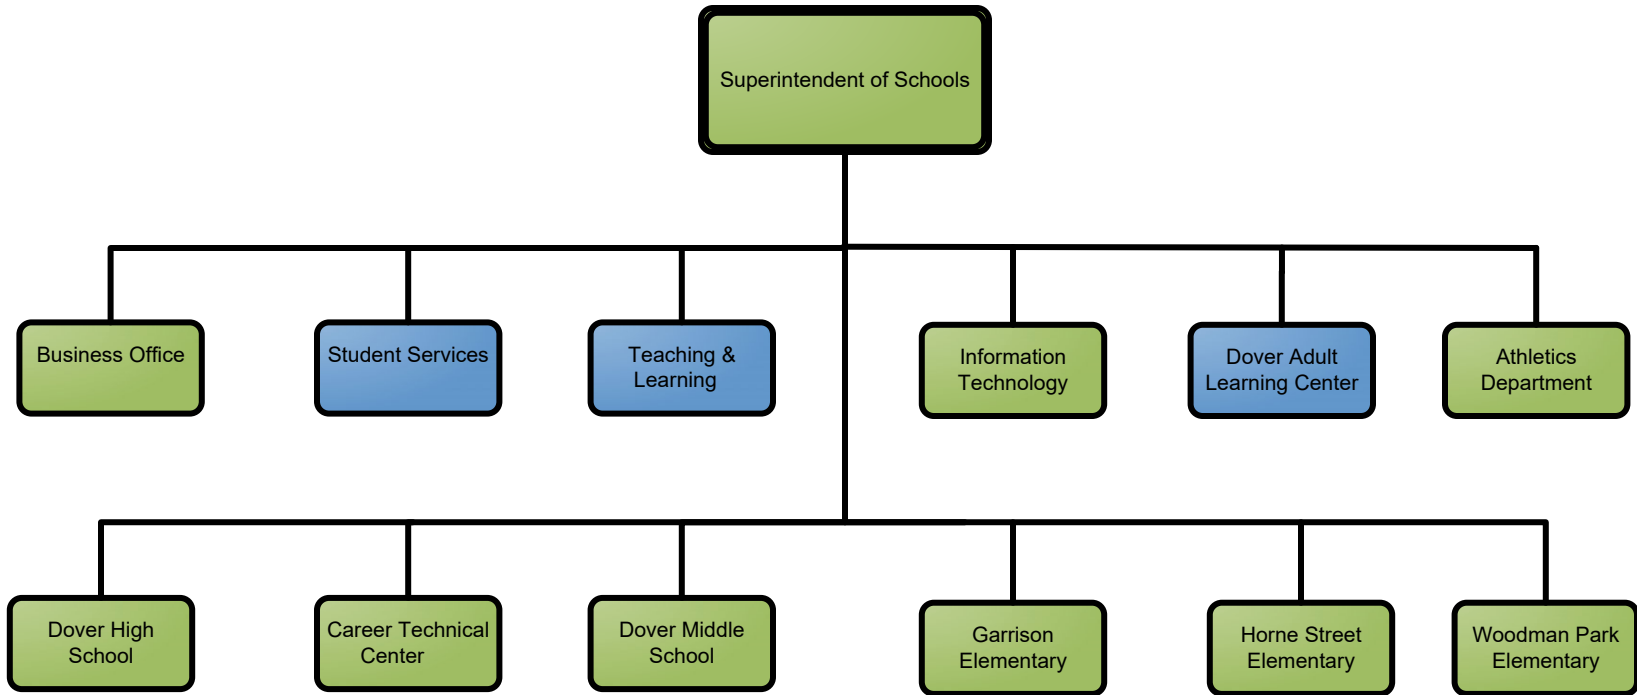 Superintendent of Schools
Business Office
Student Services
Teaching &
Learning
Information
Technology
Dover Adult
Learning Center
Athletics
Department
Dover High
School
Career Technical
Center
Dover Middle
School
Garrison
Elementary
Horne Street
Elementary
Woodman Park
Elementary